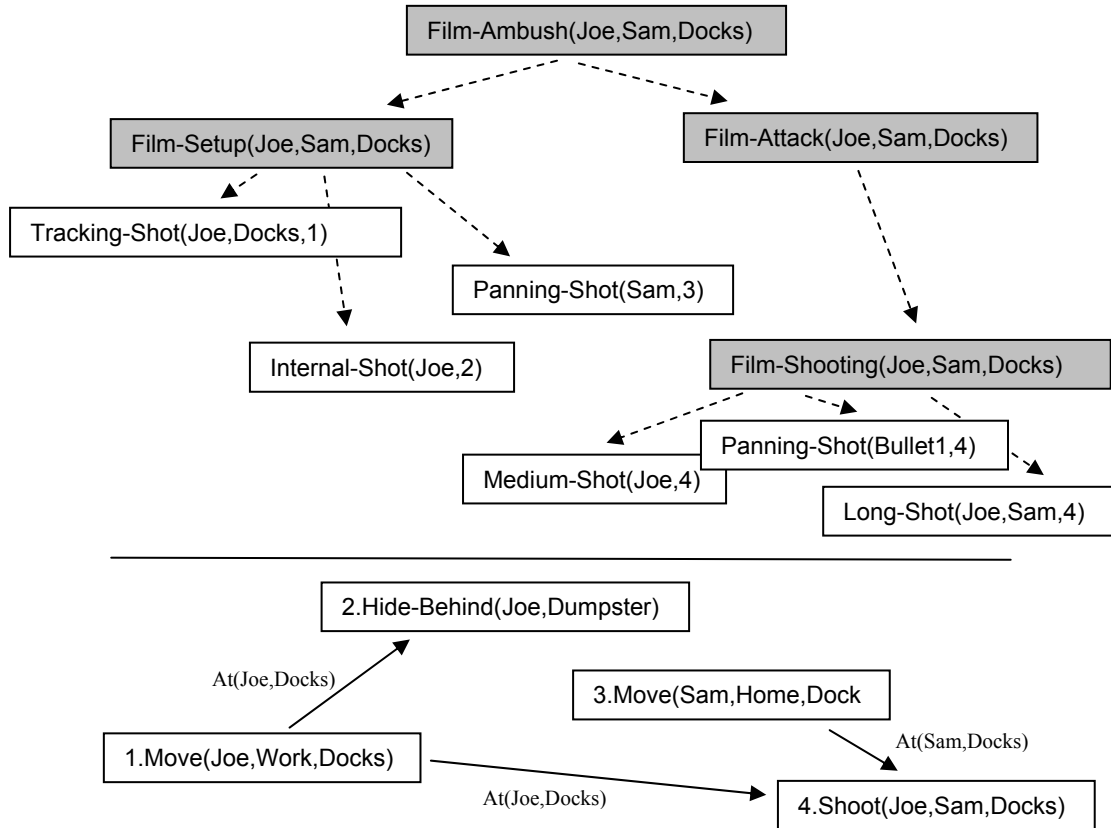 Film-Ambush(Joe,Sam,Docks)
Film-Setup(Joe,Sam,Docks)
Film-Attack(Joe,Sam,Docks)
Tracking-Shot(Joe,Docks,1)
Panning-Shot(Sam,3)
Internal-Shot(Joe,2)
Film-Shooting(Joe,Sam,Docks)
Panning-Shot(Bullet1,4)
Medium-Shot(Joe,4)
Long-Shot(Joe,Sam,4)
2.Hide-Behind(Joe,Dumpster)
At(Joe,Docks)
3.Move(Sam,Home,Dock
1.Move(Joe,Work,Docks)
At(Sam,Docks)
At(Joe,Docks)
4.Shoot(Joe,Sam,Docks)